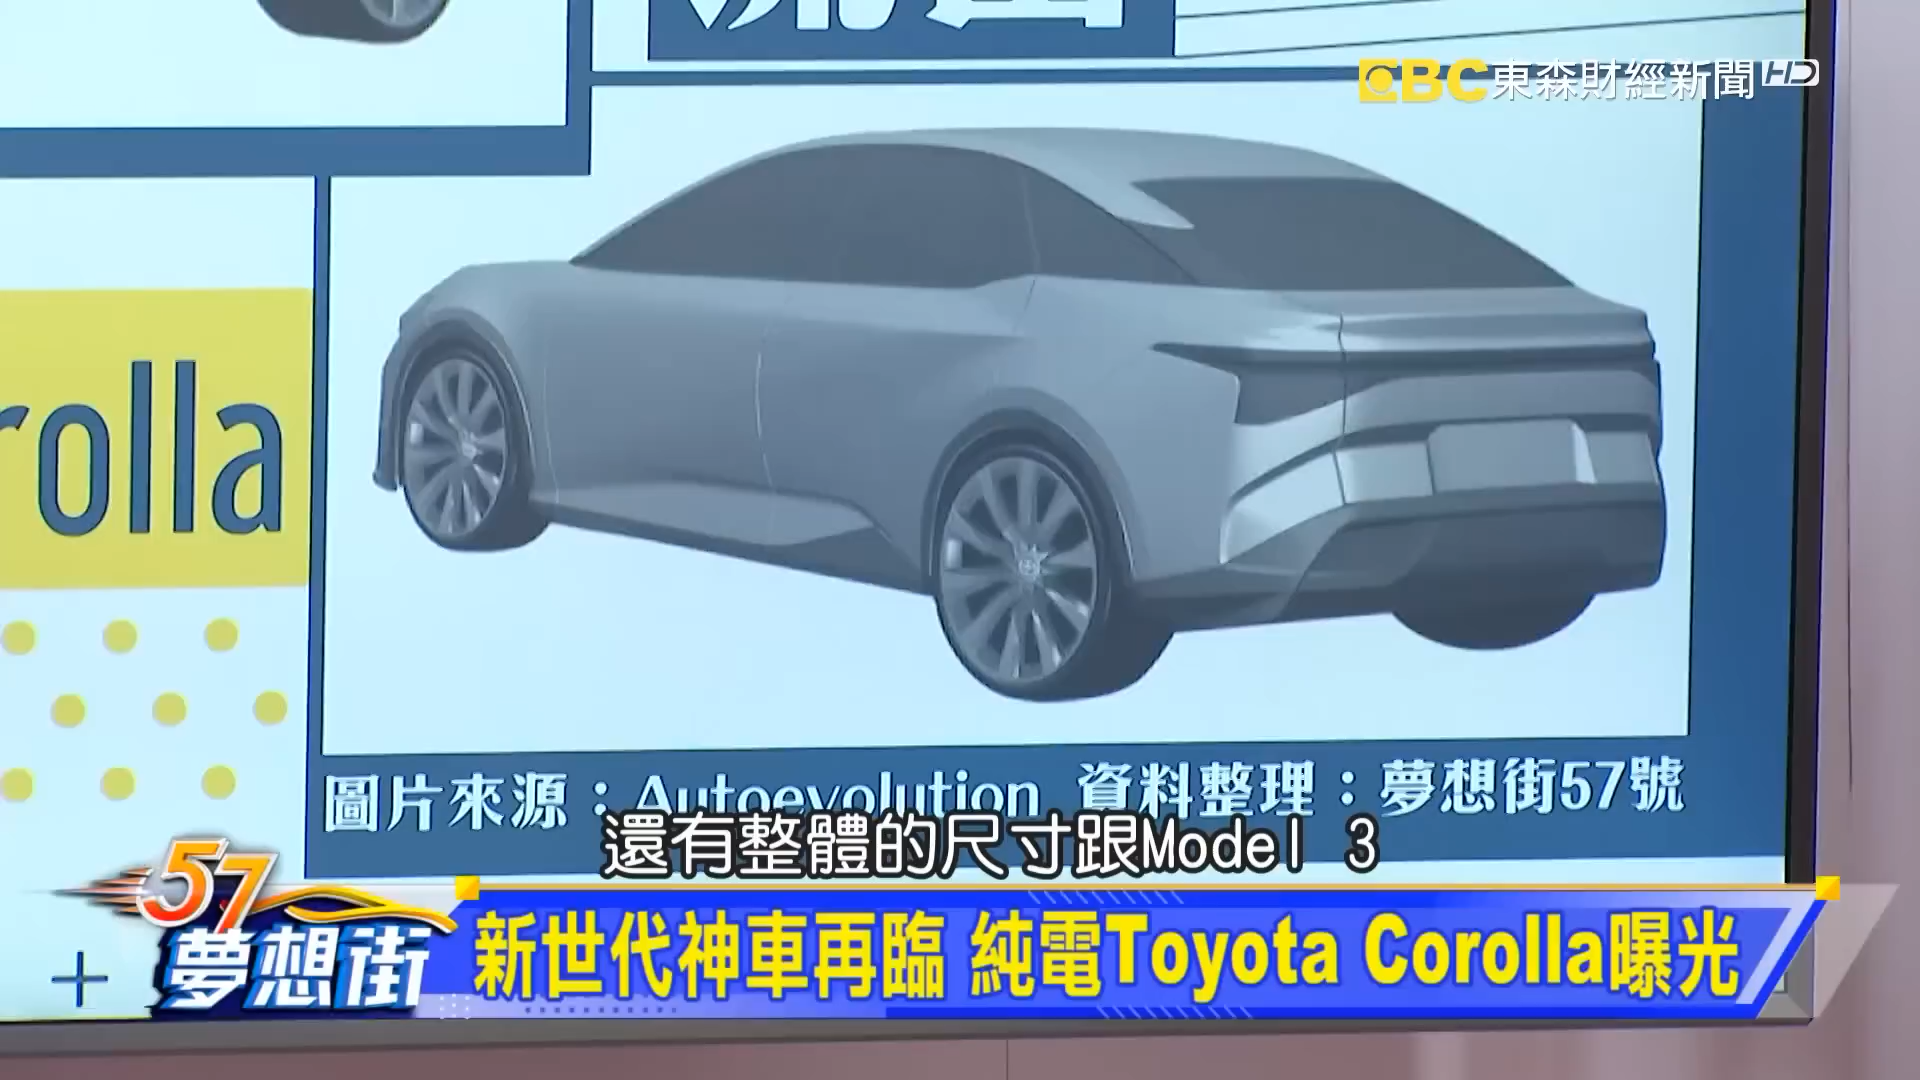 EBC東森財經新聞HD
rolla
圖片來源：Autoevolution 資料整理：夢想街57號
還有整體的尺寸跟Model 3
57夢想街
新世代神車再臨 純電Toyota Corolla曝光